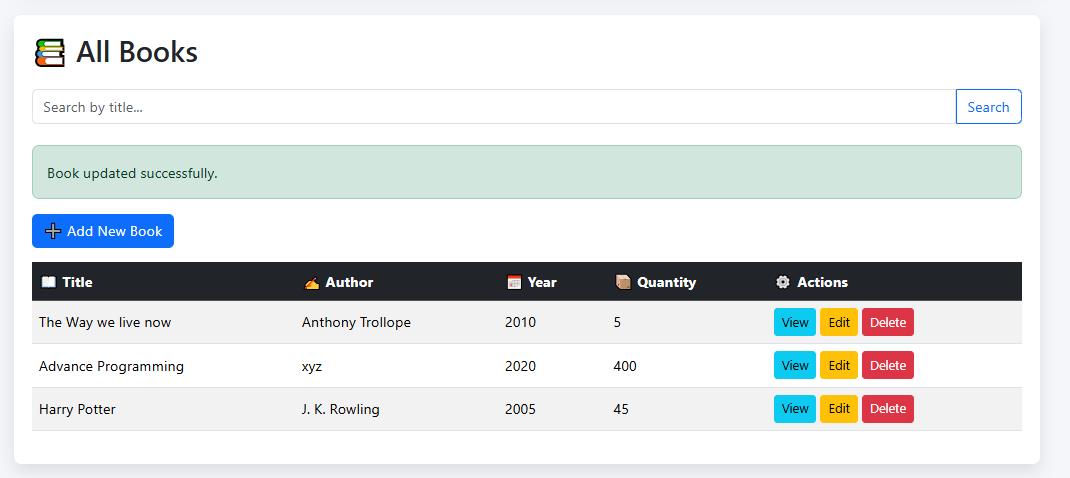 All Books
Search by title...
Search
Book updated successfully.
Add New Book
Title Author Year Quantity Actions
The Way we live now Anthony Trollope 2010 5 View Edit Delete
Advance Programming xyz 2020 400 View Edit Delete
Harry Potter J. K. Rowling 2005 45 View Edit Delete